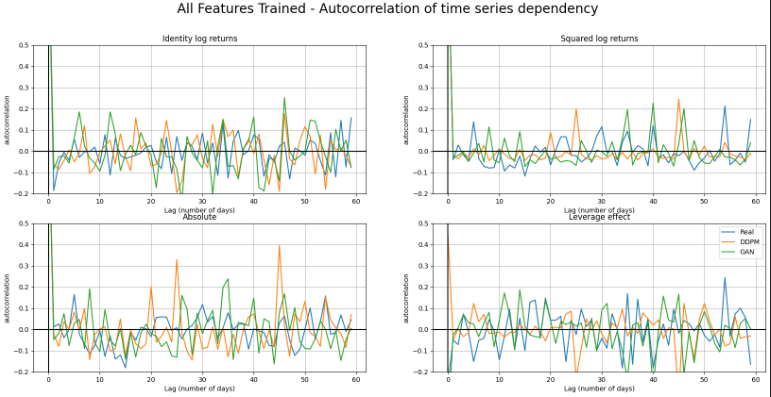 All Features Trained - Autocorrelation of time series dependency
Identity log returns
0.5
0.4
0.3
0.2
0.1
0.0
−0.1
−0.2
autocorrelation
0 10 20 30 40 50 60
Lag (number of days)
Squared log returns
0.5
0.4
0.3
0.2
0.1
0.0
−0.1
−0.2
autocorrelation
0 10 20 30 40 50 60
Lag (number of days)
Absolute
0.5
0.4
0.3
0.2
0.1
0.0
−0.1
−0.2
autocorrelation
0 10 20 30 40 50 60
Lag (number of days)
Leverage effect
0.5
0.4
0.3
0.2
0.1
0.0
−0.1
−0.2
autocorrelation
Real
DDPM
GAN
0 10 20 30 40 50 60
Lag (number of days)